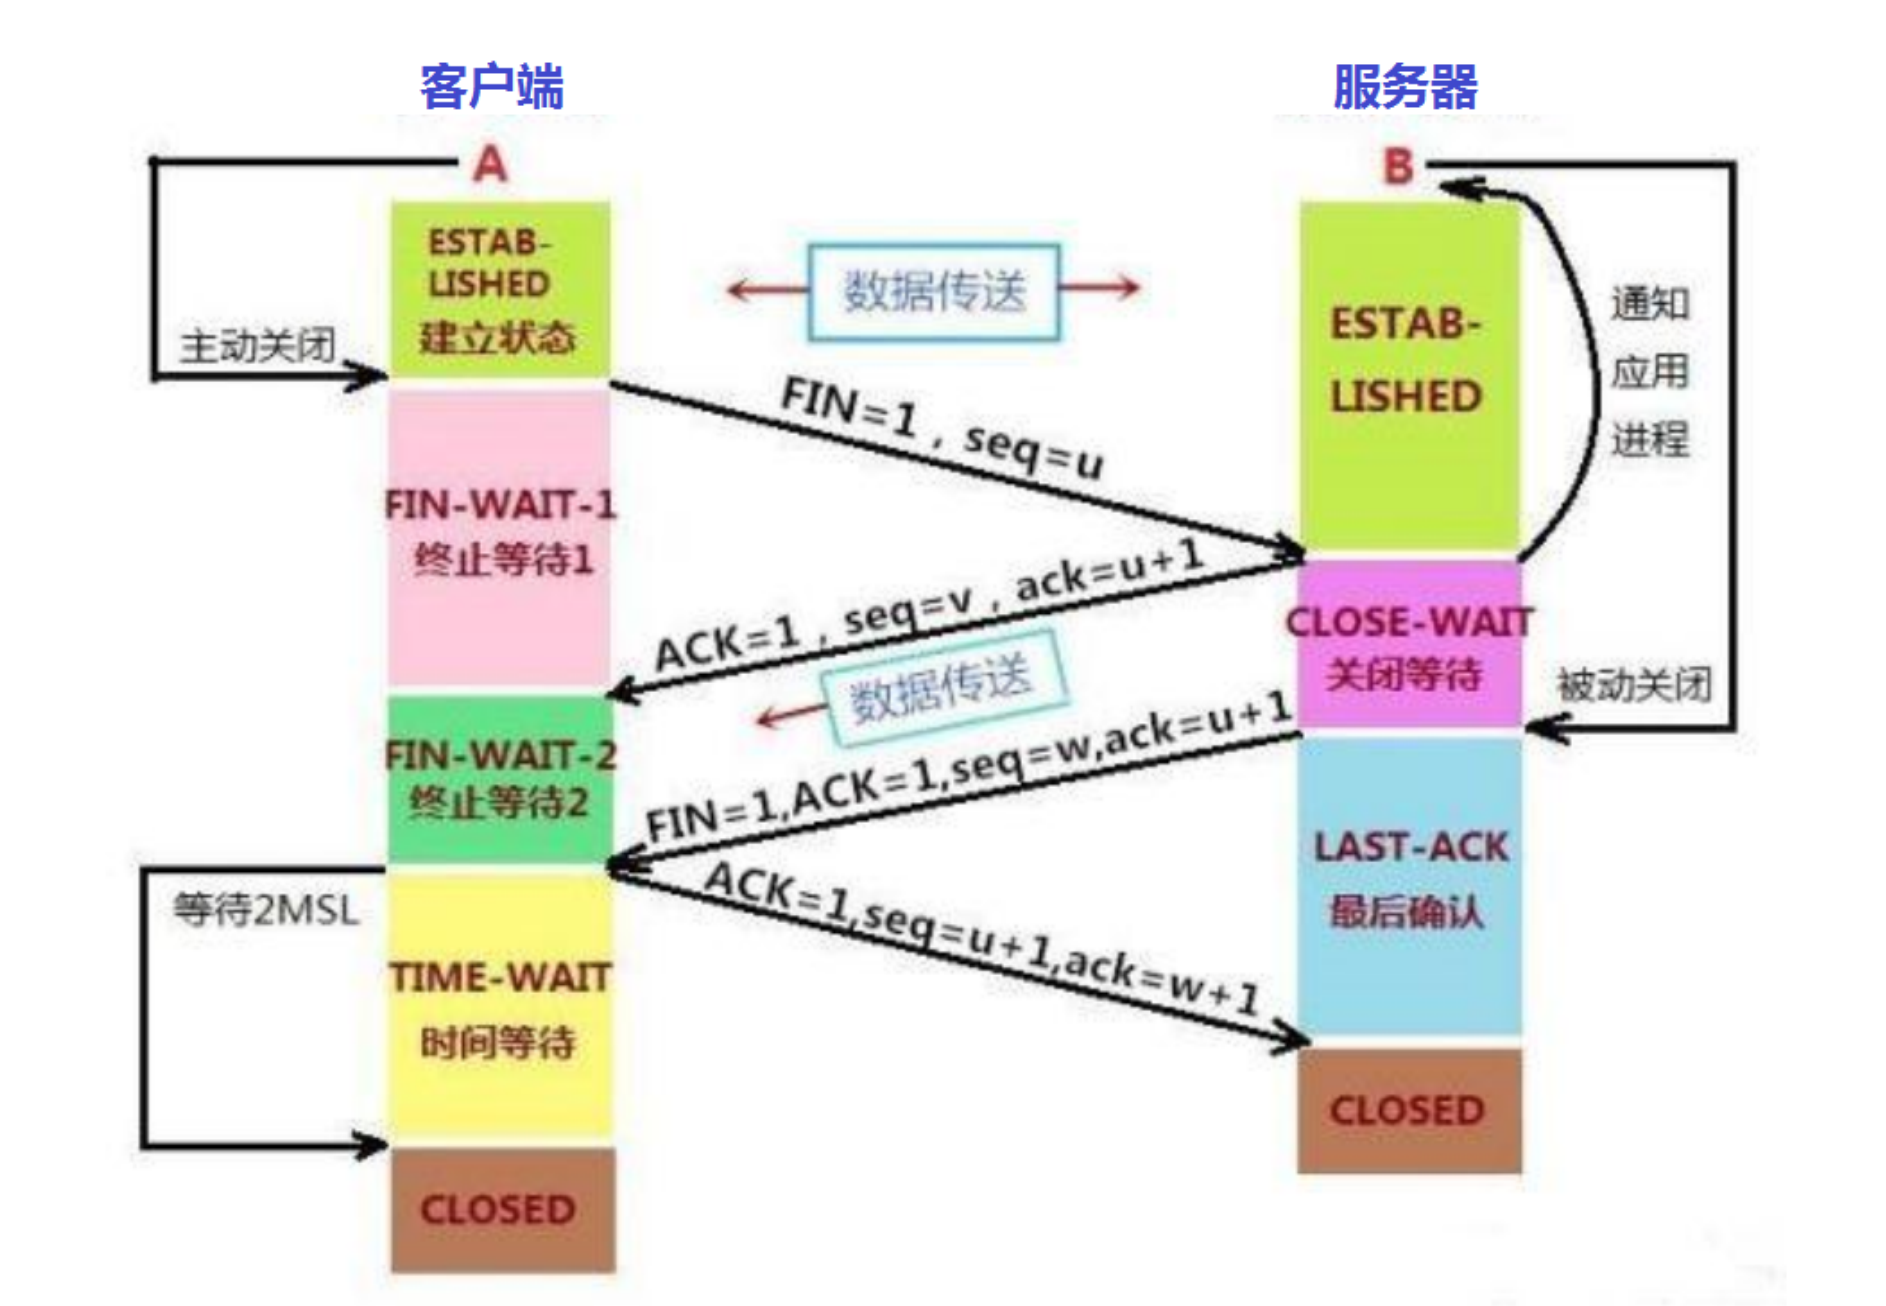 客户端
服务器
A
B
ESTAB-
LISHED
建立状态
主动关闭
数据传送
ESTAB-
LISHED
通知
应用
进程
FIN=1，seq=u
FIN-WAIT-1
终止等待1
ACK=1，seq=v，ack=u+1
CLOSE-WAIT
关闭等待
被动关闭
数据传送
FIN-WAIT-2
终止等待2
FIN=1,ACK=1,seq=w,ack=u+1
LAST-ACK
最后确认
等待2MSL
ACK=1,seq=u+1,ack=w+1
TIME-WAIT
时间等待
CLOSED
CLOSED